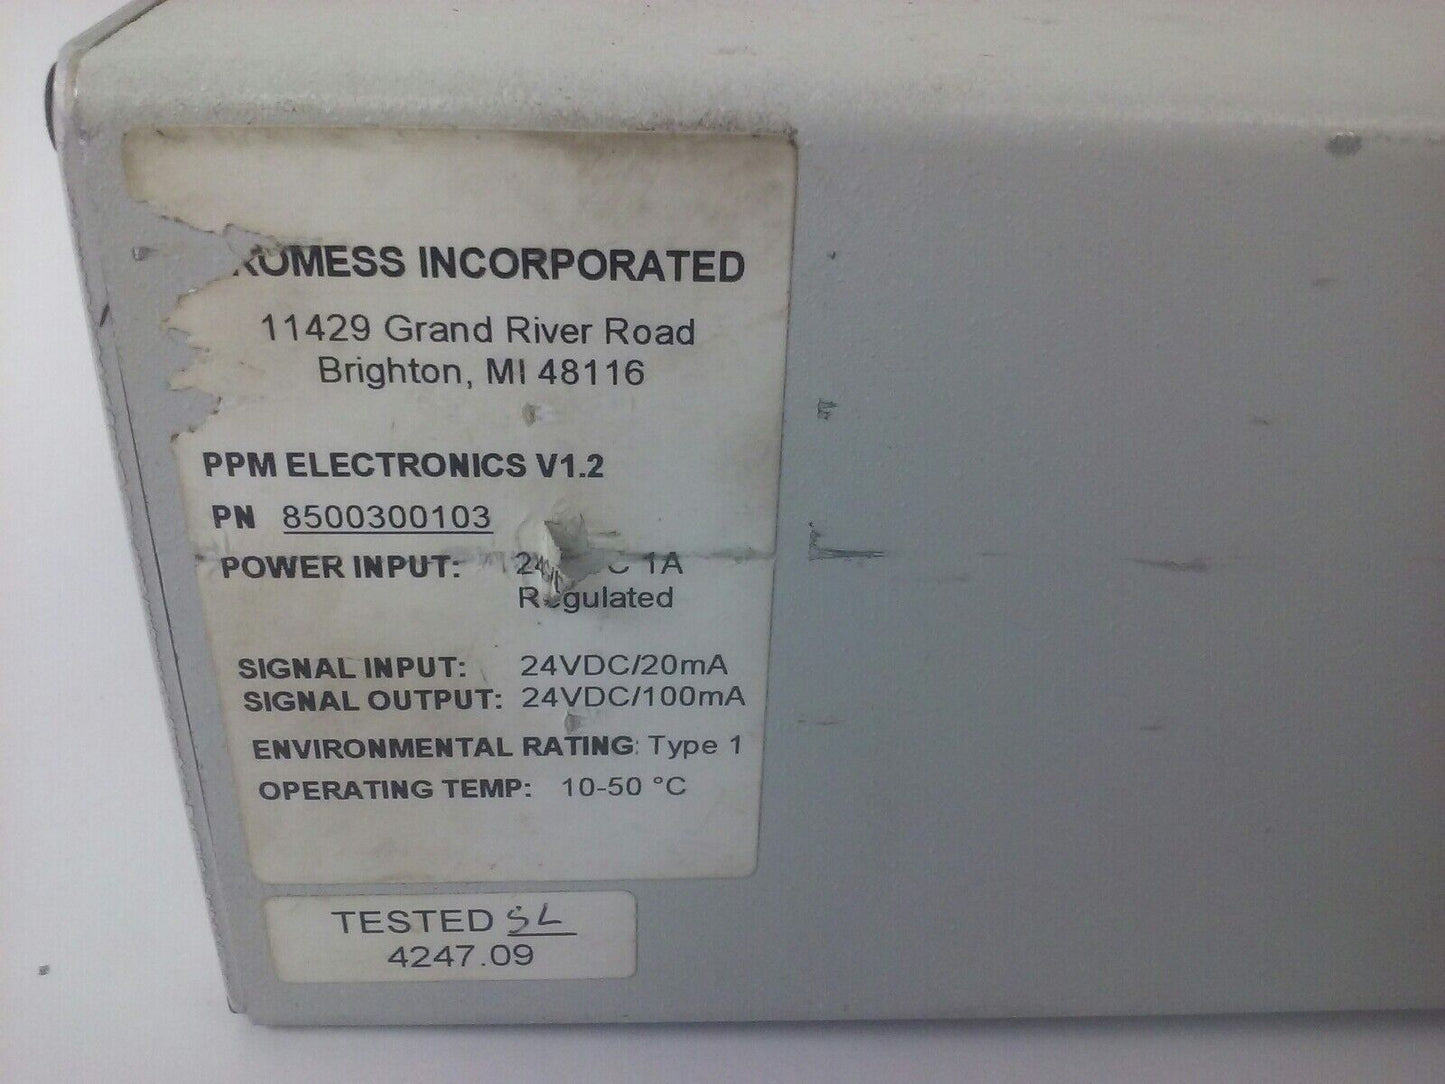 ROMESS INCORPORATED
11429 Grand River Road
Brighton, MI 48116
PPM ELECTRONICS V1.2
PN 8500300103
POWER INPUT: 1A
Regulated
SIGNAL INPUT: 24VDC/20mA
SIGNAL OUTPUT: 24VDC/100mA
ENVIRONMENTAL RATING: Type 1
OPERATING TEMP: 10-50 °C
TESTED SL
4247.09